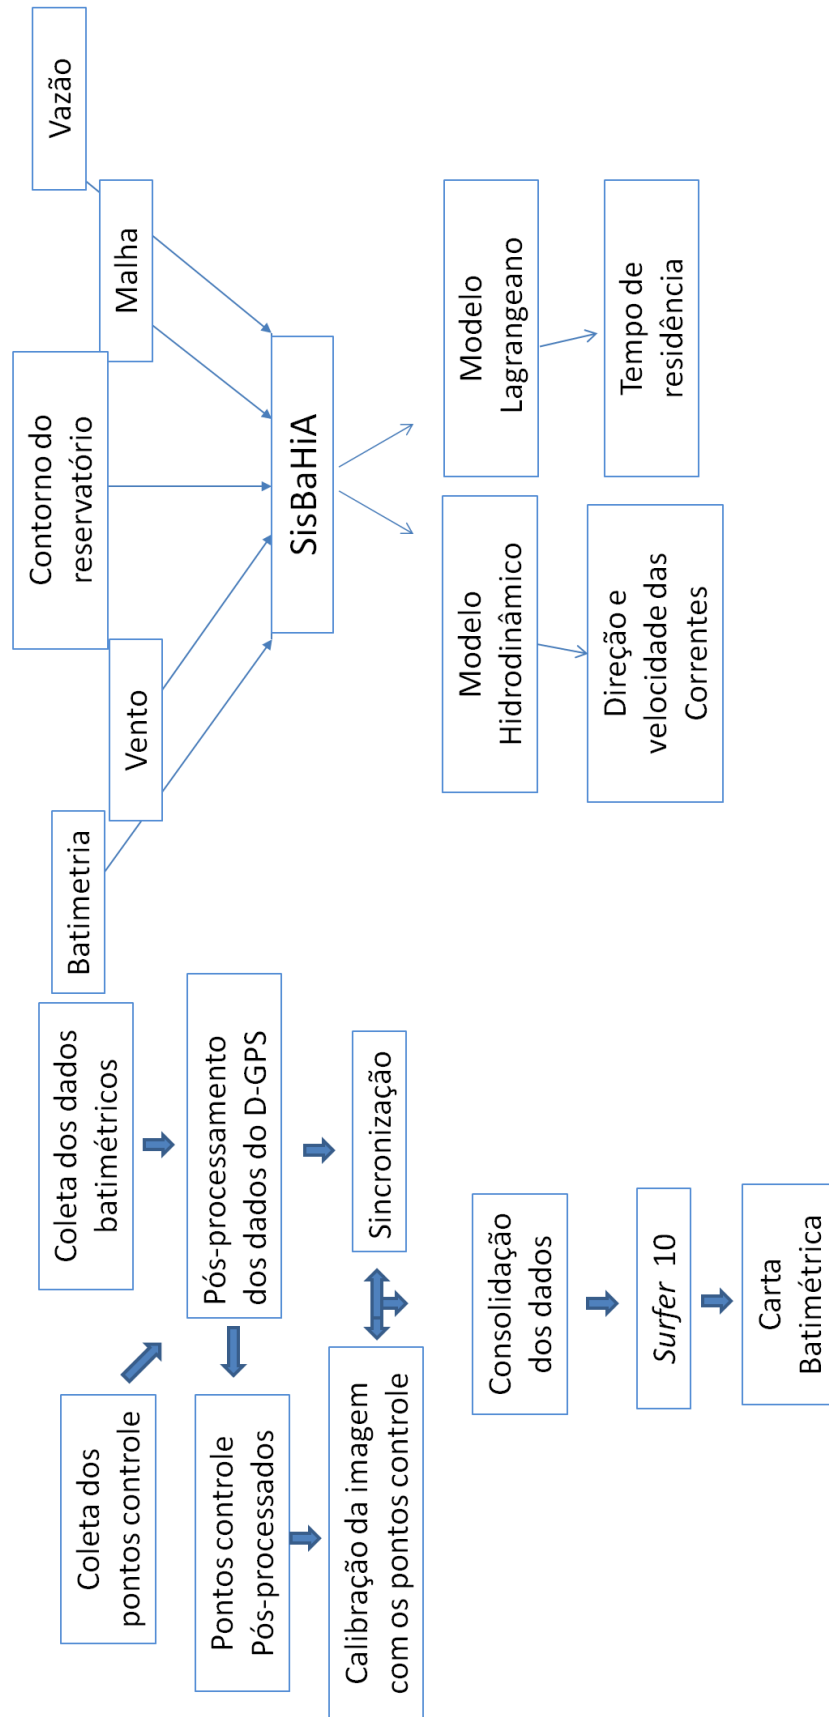 Coleta dos
pontos controle
Coleta dos dados
batimétricos
Pontos controle
Pós-processados
Pós-processamento
dos dados do D-GPS
Calibração da imagem
com os pontos controle
Sincronização
Consolidação
dos dados
Surfer 10
Carta
Batimétrica
Batimetria
Vento
Contorno do
reservatório
Malha
Vazão
SisBaHiA
Modelo
Hidrodinâmico
Modelo
Lagrangeano
Direção e
velocidade das
Correntes
Tempo de
residência